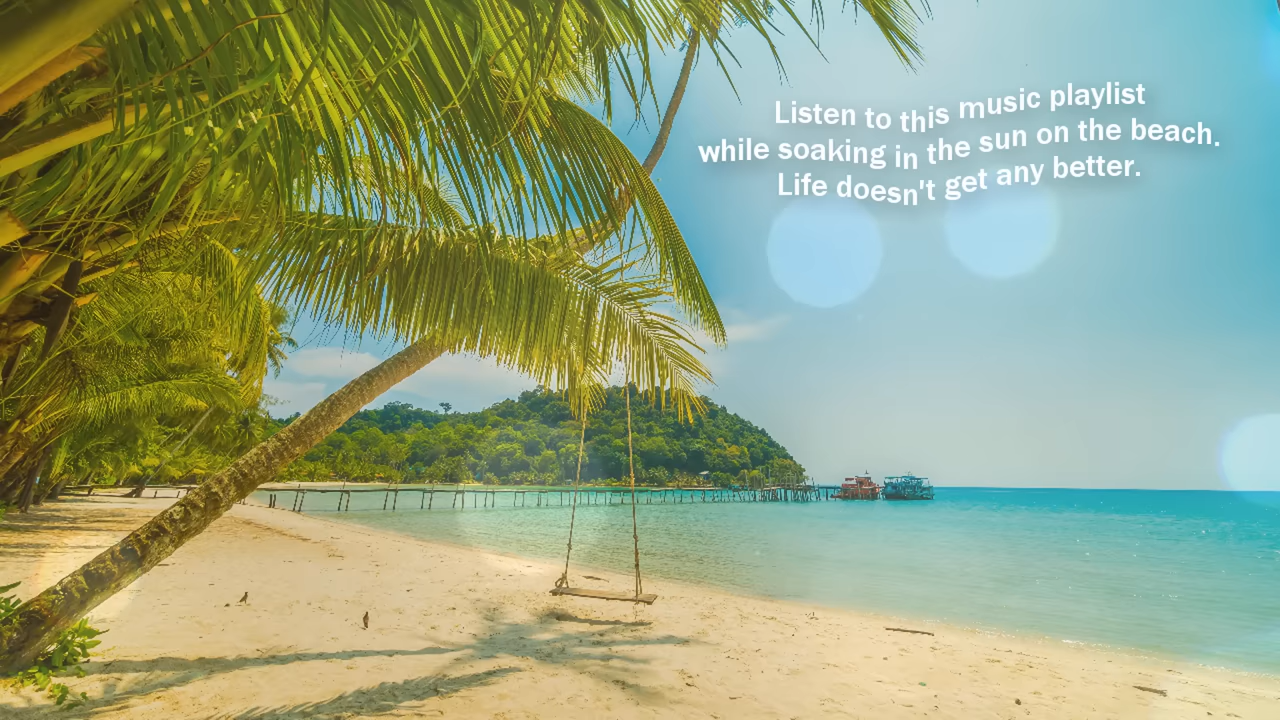 Listen to this music playlist
while soaking in the sun on the beach.
Life doesn't get any better.